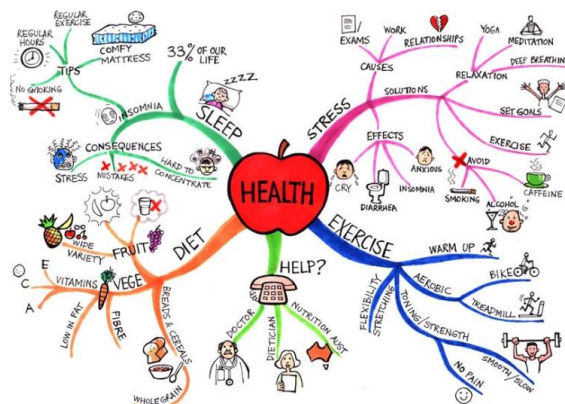 HEALTH
SLEEP
33% OF OUR
LIFE
ZZZZ
INSOMNIA
TIPS
REGULAR
EXERCISE
COMFY
MATTRESS
REGULAR
HOURS
NO SMOKING
CONSEQUENCES
STRESS
MISTAKES
HARD TO
CONCENTRATE
STRESS
CAUSES
EXAMS
WORK
RELATIONSHIPS
SOLUTIONS
RELAXATION
YOGA
MEDITATION
DEEP BREATHIN
SET GOALS
EXERCISE
AVOID
SMOKING
ALCOHOL
CAFFEINE
EFFECTS
CRY
DIARRHEA
INSOMNIA
ANXIOUS
EXERCISE
WARM UP
AEROBIC
BIKE
TREADMILL
TONING/STRENGTH
SMOOTH/SLOW
NO PAIN
FLEXIBILITY
STRETCHING
HELP?
DOCTOR
DIETICIAN
NUTRITION AUST
DIET
FRUIT
WIDE
VARIETY
VEGE
VITAMINS
E
C
A
LOW IN FAT
FIBRE
BREADS & CEREALS
WHOLEGRAIN